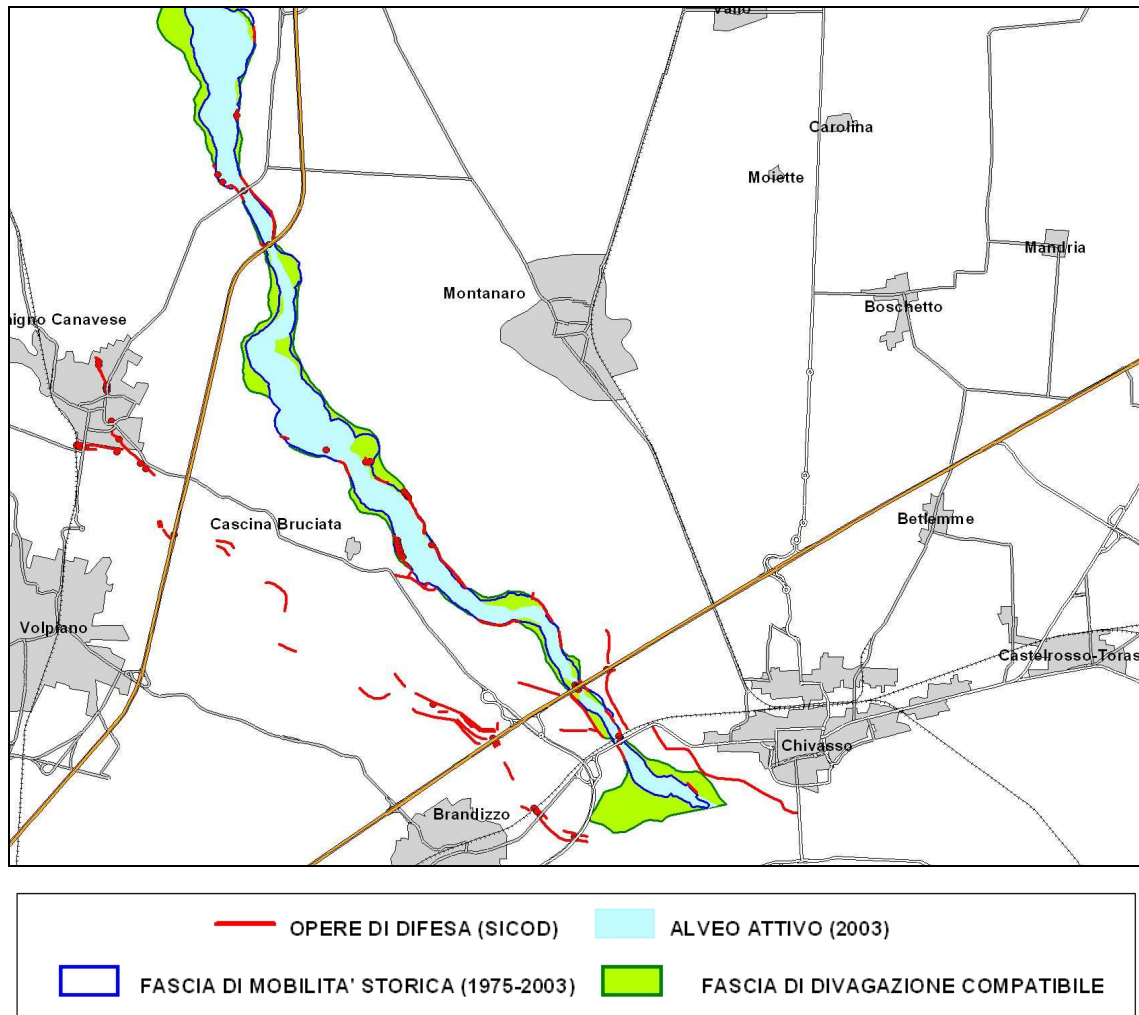 Carolina
Moiette
Mandria
Montanaro
Boschetto
nigno Canavese
Cascina Bruciata
Betlemme
Volpiano
Castelrosso-Toras
Chivasso
Brandizzo
OPERE DI DIFESA (SICOD)
ALVEO ATTIVO (2003)
FASCIA DI MOBILITA' STORICA (1975-2003)
FASCIA DI DIVAGAZIONE COMPATIBILE